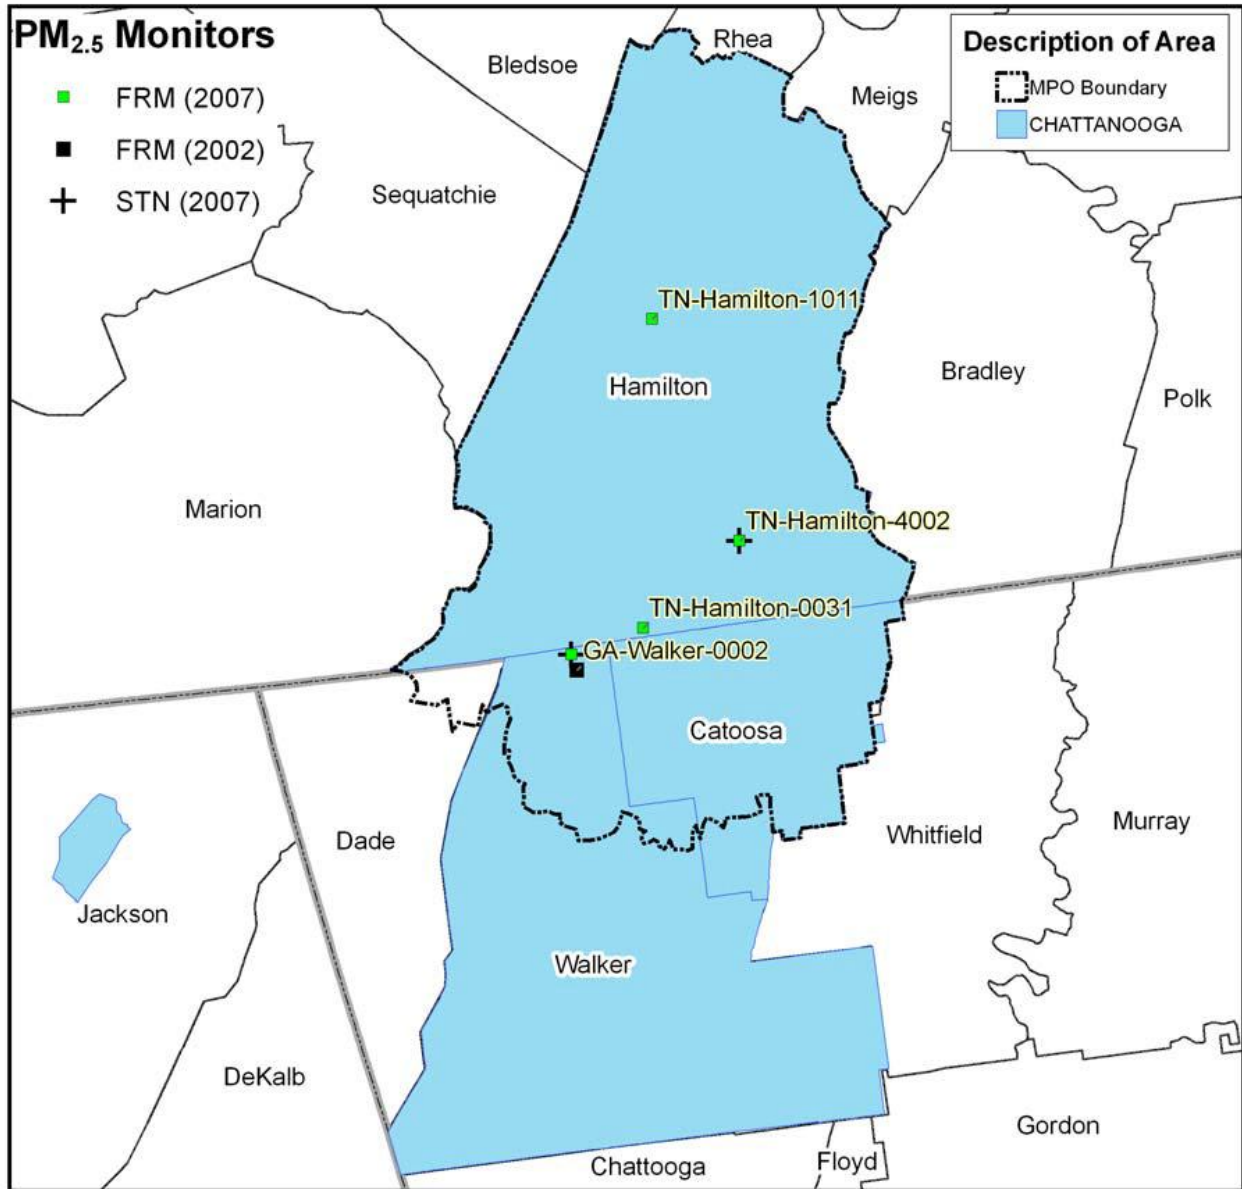 PM2.5 Monitors
FRM (2007)
FRM (2002)
STN (2007)
Description of Area
MPO Boundary
CHATTANOOGA
Rhea
Bledsoe
Meigs
Sequatchie
TN-Hamilton-1011
Hamilton
Bradley
Polk
Marion
TN-Hamilton-4002
TN-Hamilton-0031
GA-Walker-0002
Catoosa
Dade
Whitfield
Murray
Jackson
Walker
DeKalb
Gordon
Chattooga
Floyd